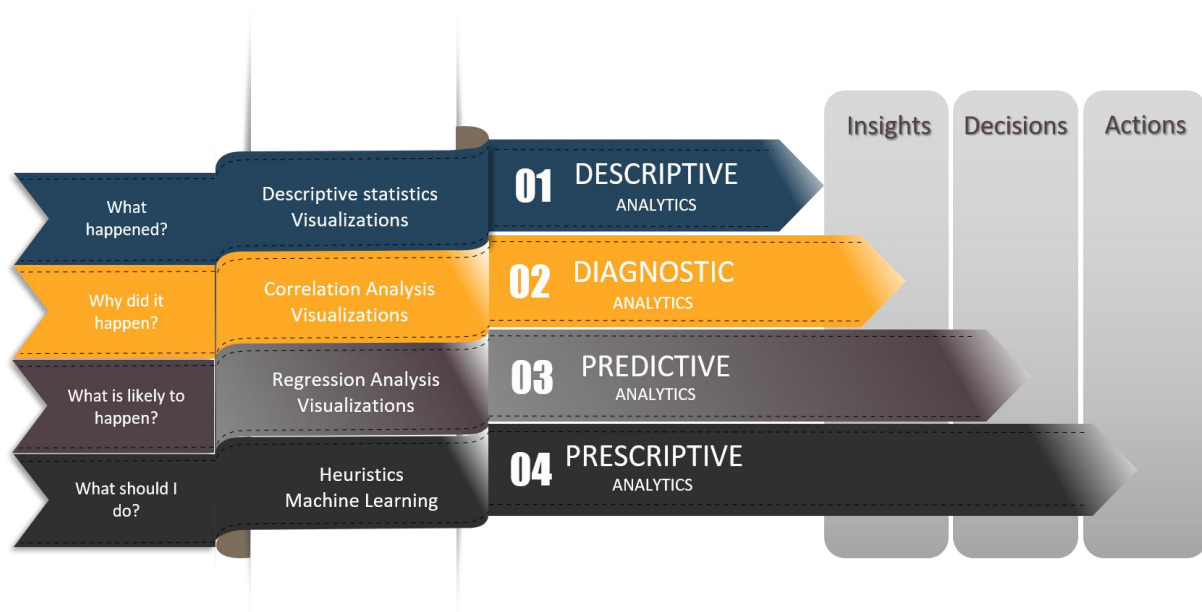 Insights
Decisions
Actions
What
happened?
Descriptive statistics
Visualizations
01
DESCRIPTIVE
ANALYTICS
Why did it
happen?
Correlation Analysis
Visualizations
02
DIAGNOSTIC
ANALYTICS
What is likely to
happen?
Regression Analysis
Visualizations
03
PREDICTIVE
ANALYTICS
What should I
do?
Heuristics
Machine Learning
04
PRESCRIPTIVE
ANALYTICS